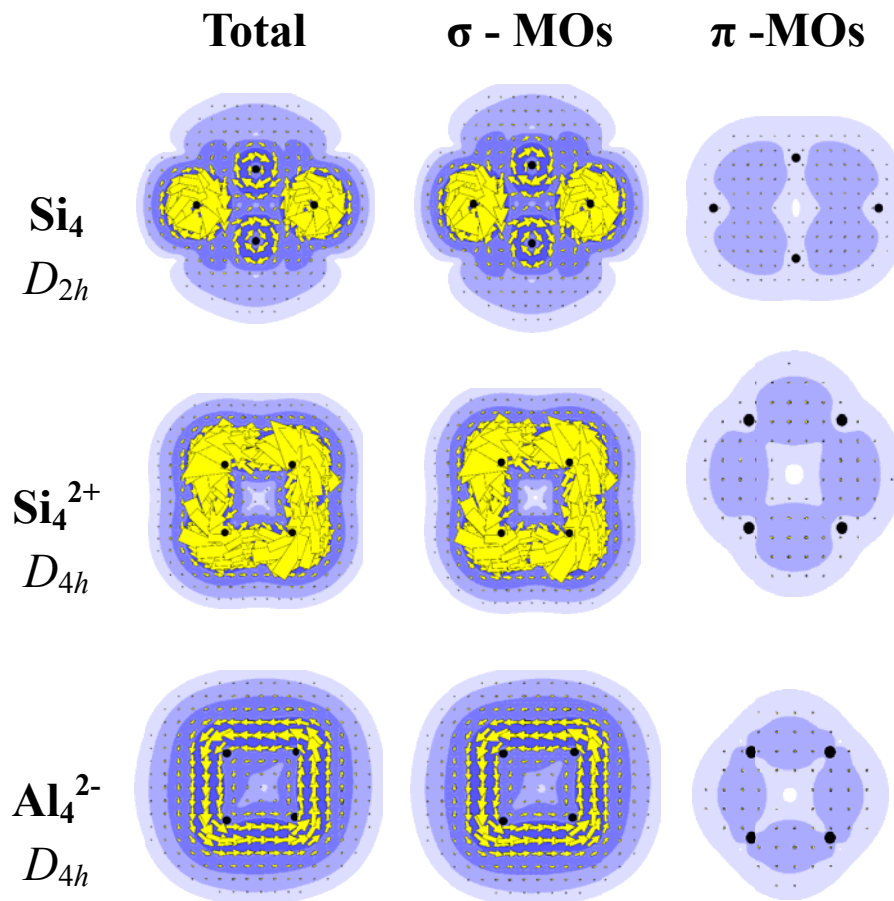 Total σ - MOs π -MOs
Si₄
D₂ₕ
Si₄²⁺
D₄ₕ
Al₄²⁻
D₄ₕ